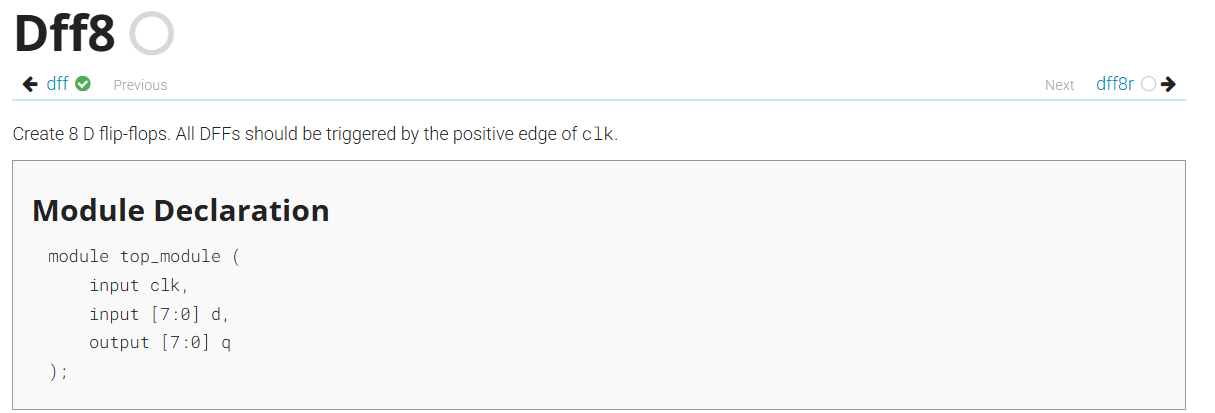 Dff8
dff Previous
Next dff8r
Create 8 D flip-flops. All DFFs should be triggered by the positive edge of clk.
Module Declaration
module top_module (
    input clk,
    input [7:0] d,
    output [7:0] q
);